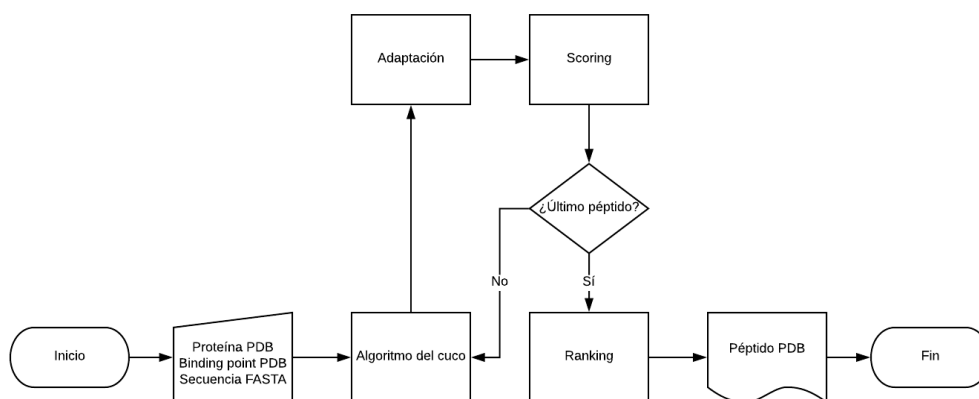 Adaptación
Scoring
¿Último péptido?
No
Sí
Inicio
Proteína PDB
Binding point PDB
Secuencia FASTA
Algoritmo del cuco
Ranking
Péptido PDB
Fin